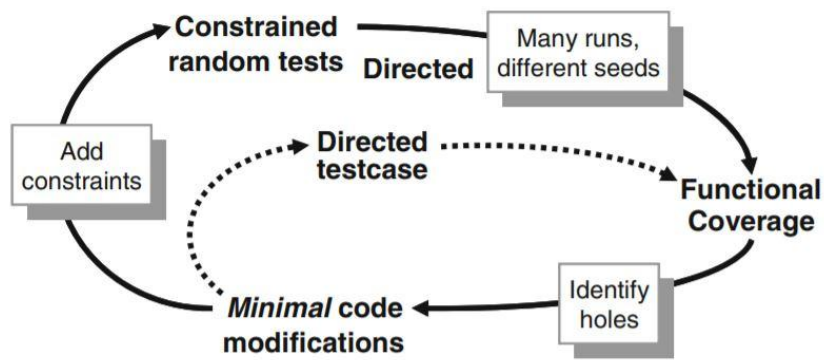 Constrained
random tests
Directed
Many runs,
different seeds
Add
constraints
Directed
testcase
Functional
Coverage
Identify
holes
Minimal code
modifications